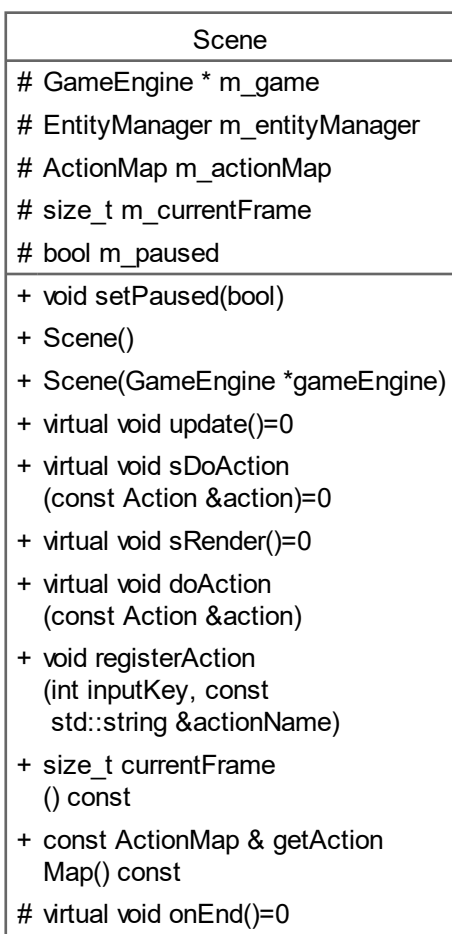 Scene
# GameEngine * m_game
# EntityManager m_entityManager
# ActionMap m_actionMap
# size_t m_currentFrame
# bool m_paused
+ void setPaused(bool)
+ Scene()
+ Scene(GameEngine *gameEngine)
+ virtual void update()=0
+ virtual void sDoAction
(const Action &action)=0
+ virtual void sRender()=0
+ virtual void doAction
(const Action &action)
+ void registerAction
(int inputKey, const
std::string &actionName)
+ size_t currentFrame
() const
+ const ActionMap & getAction
Map() const
# virtual void onEnd()=0